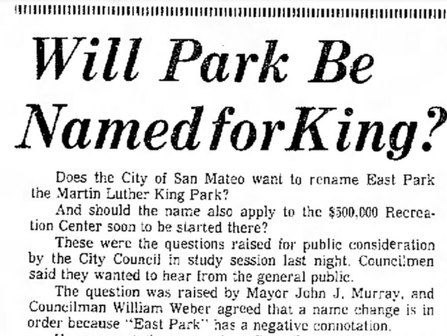 Will Park Be
Named for King?
Does the City of San Mateo want to rename East Park
the Martin Luther King Park?
And should the name also apply to the $500,000 Recrea-
tion Center soon to be started there?
These were the questions raised for public consideration
by the City Council in study session last night. Councilmen
said they wanted to hear from the general public.
The question was raised by Mayor John J. Murray, and
Councilman William Weber agreed that a name change is in
order because "East Park" has a negative connotation.